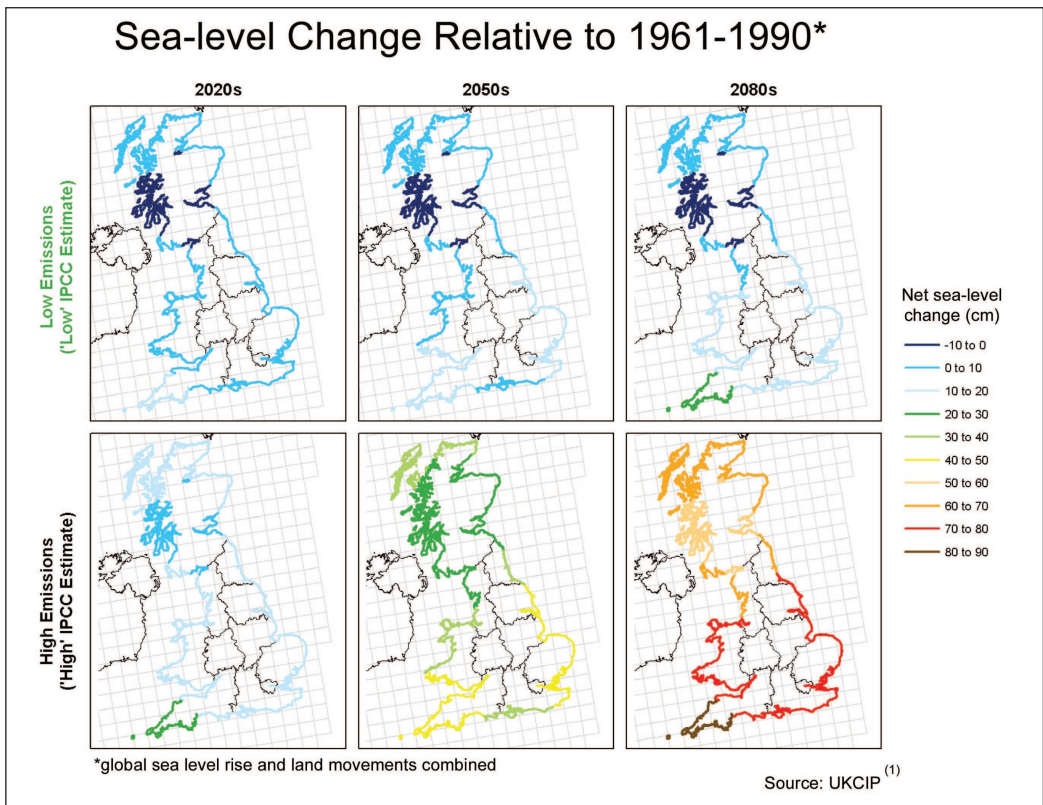 Sea-level Change Relative to 1961-1990*
2020s
2050s
2080s
Low Emissions
('Low' IPCC Estimate)
High Emissions
('High' IPCC Estimate)
Net sea-level
change (cm)
-10 to 0
0 to 10
10 to 20
20 to 30
30 to 40
40 to 50
50 to 60
60 to 70
70 to 80
80 to 90
*global sea level rise and land movements combined
Source: UKCIP (1)